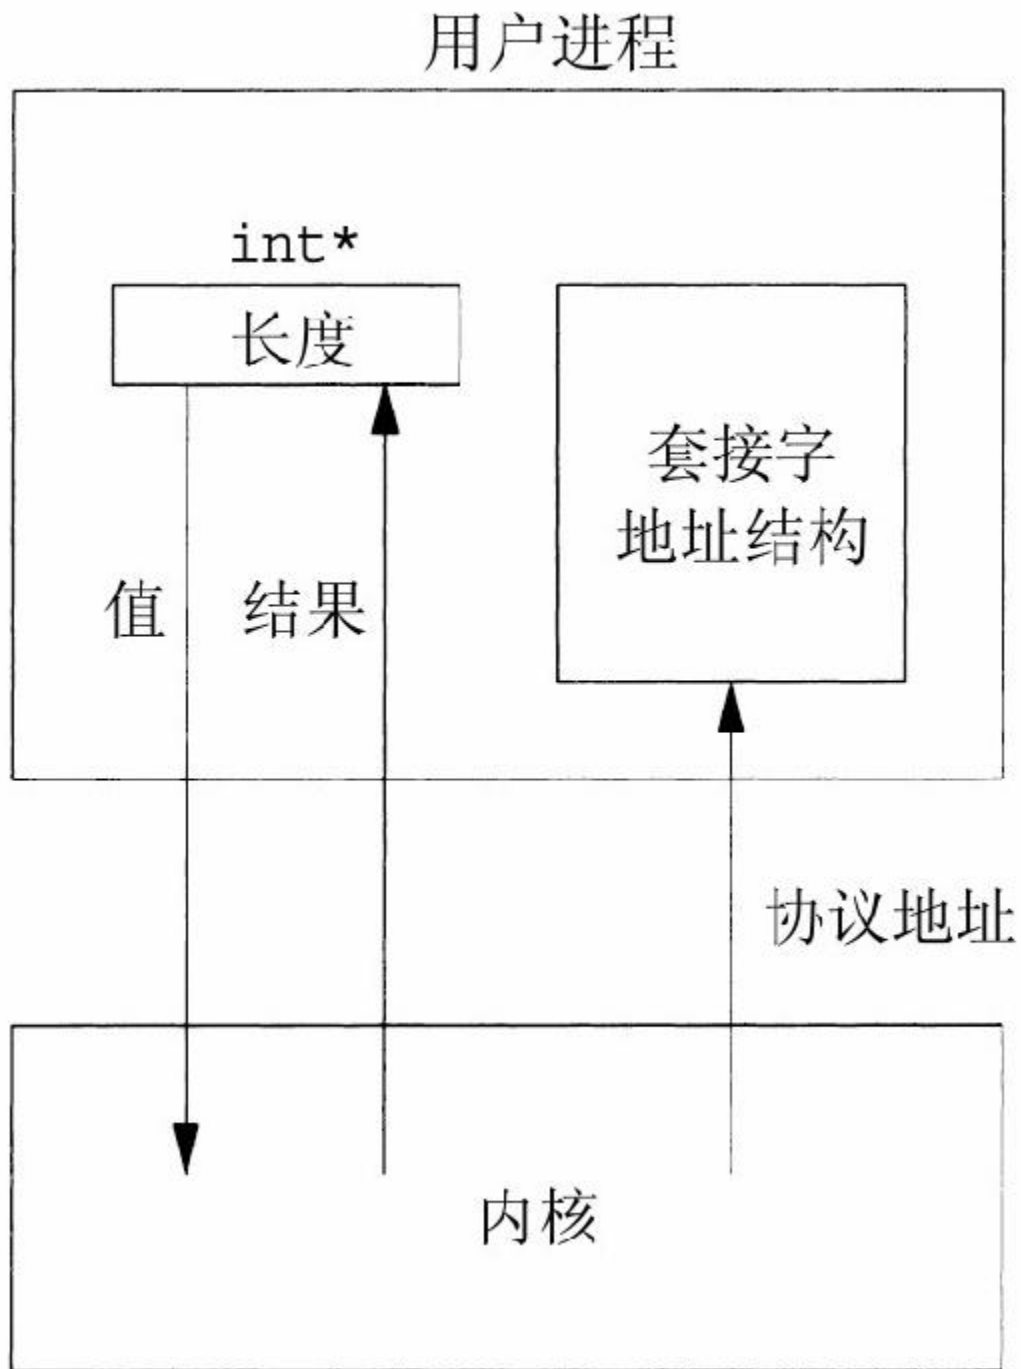 用户进程
int*
长度
套接字
地址结构
值
结果
协议地址
内核